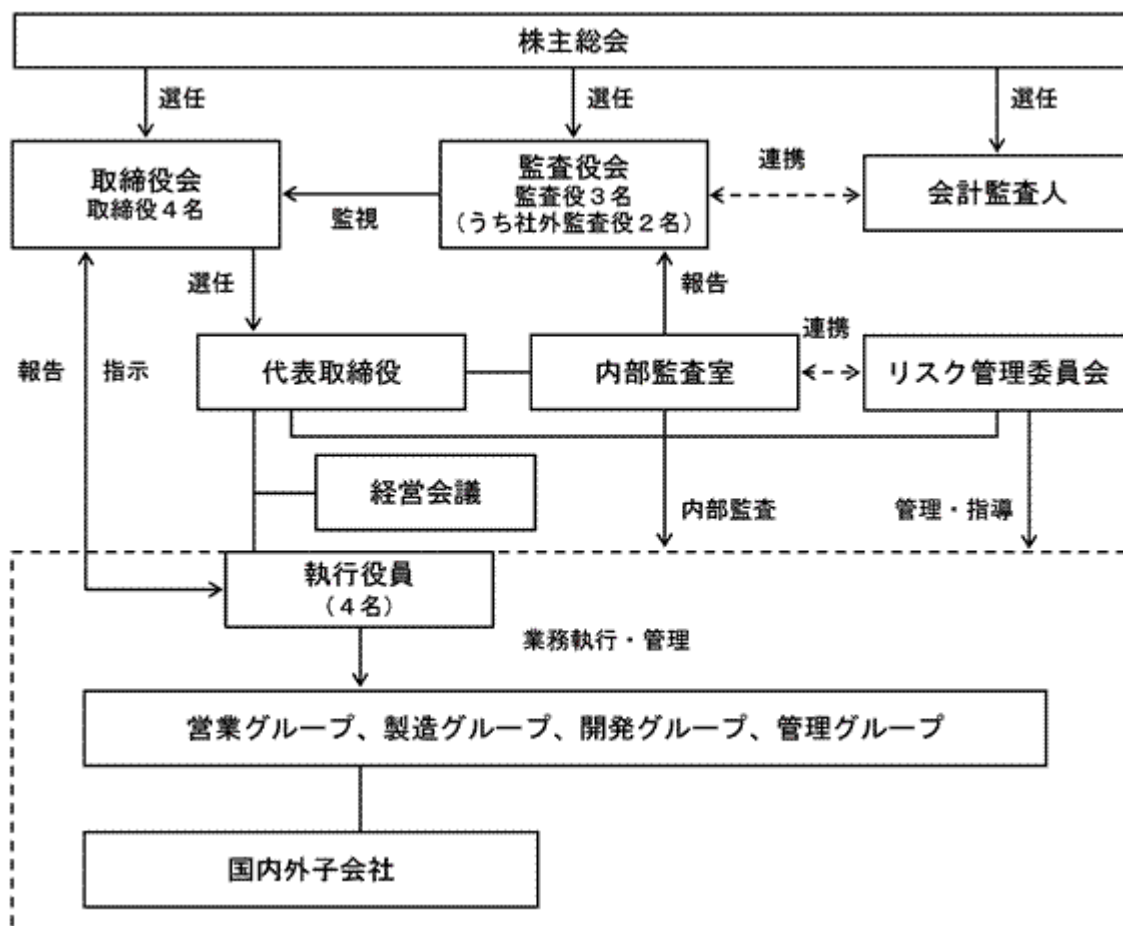 株主総会
選任
選任
選任
取締役会
取締役４名
監視
監査役会
監査役３名
（うち社外監査役２名）
連携
会計監査人
選任
報告
連携
報告
指示
代表取締役
内部監査室
リスク管理委員会
経営会議
内部監査
管理・指導
執行役員
（４名）
業務執行・管理
営業グループ、製造グループ、開発グループ、管理グループ
国内外子会社